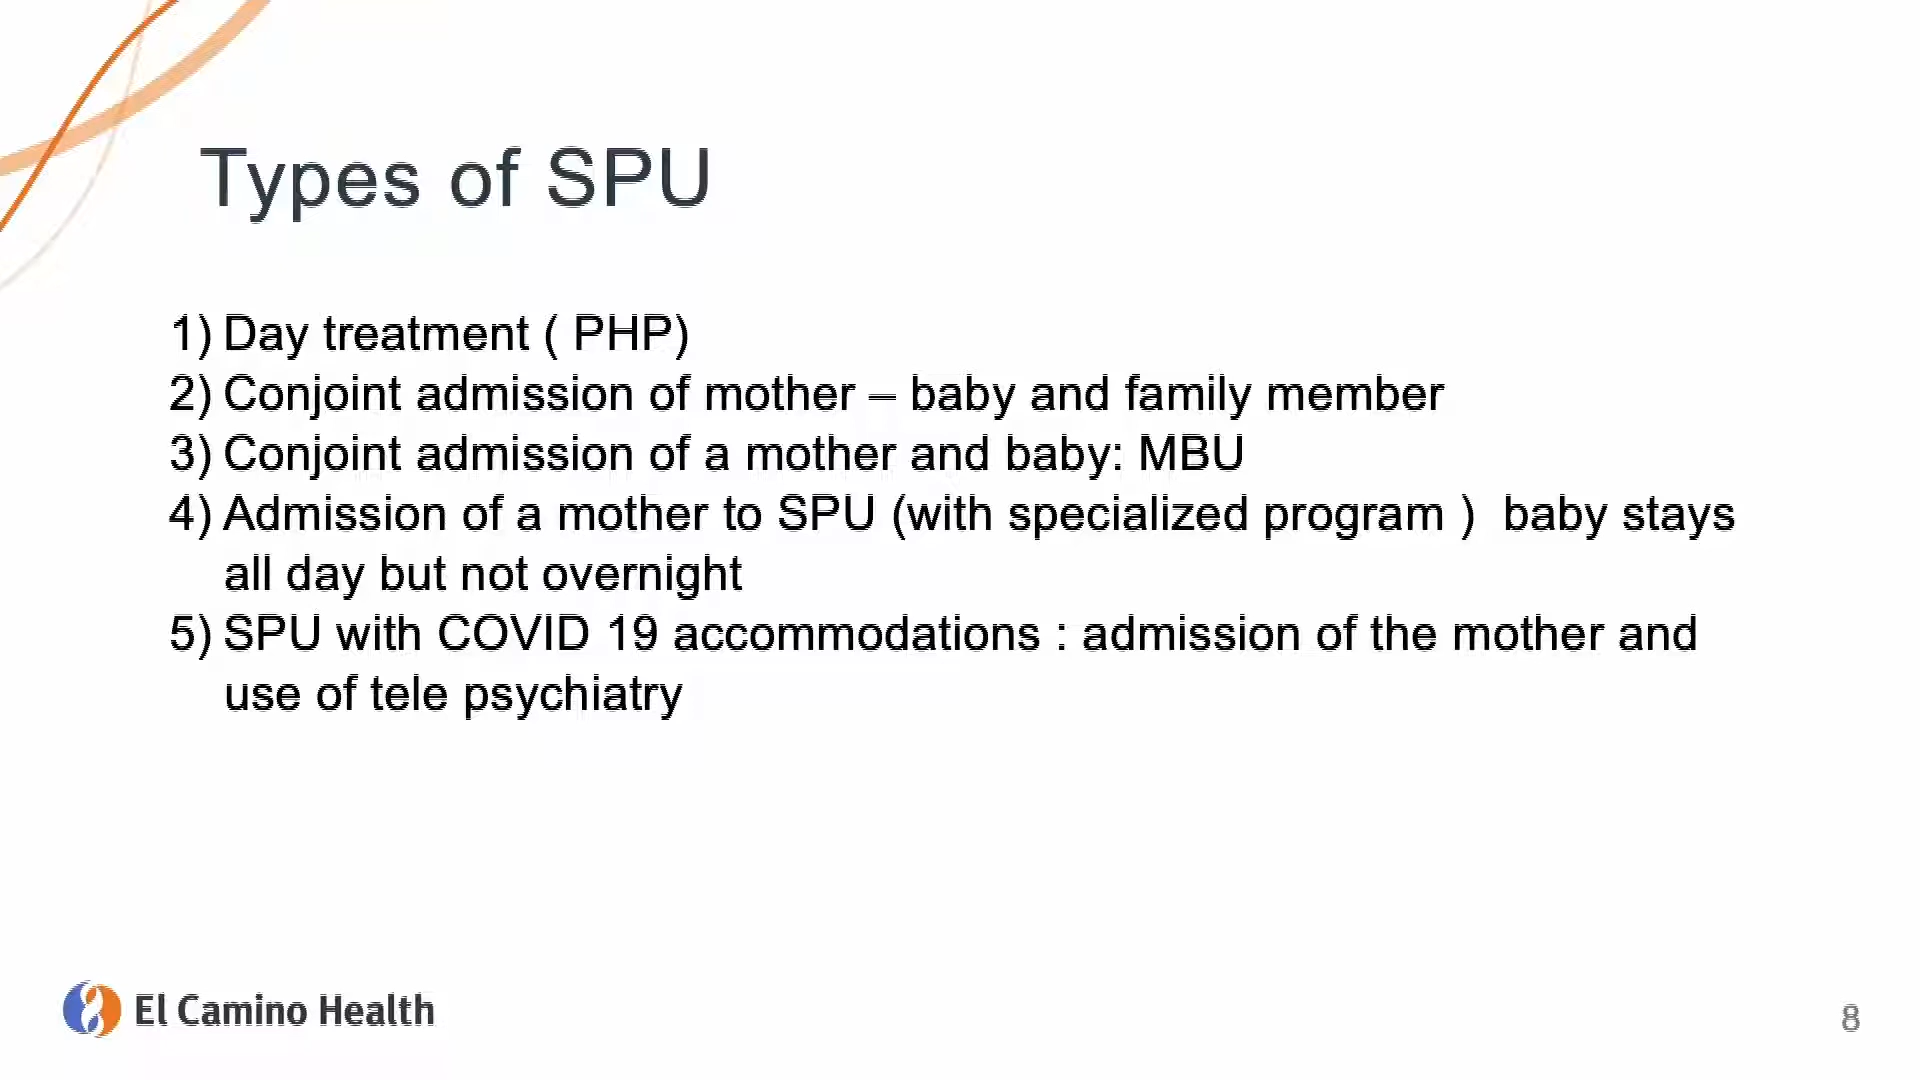 Types of SPU
1) Day treatment ( PHP)
2) Conjoint admission of mother – baby and family member
3) Conjoint admission of a mother and baby: MBU
4) Admission of a mother to SPU (with specialized program )  baby stays
all day but not overnight
5) SPU with COVID 19 accommodations : admission of the mother and
use of tele psychiatry
El Camino Health
8